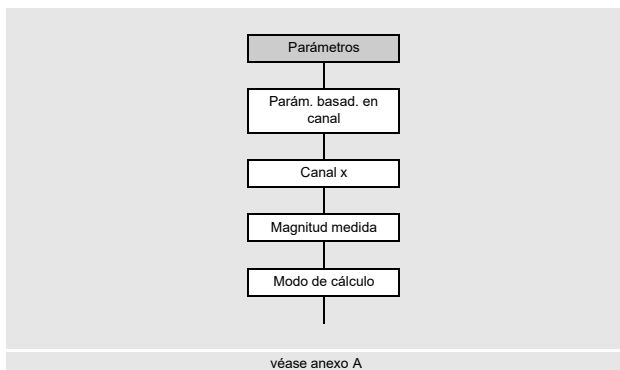 Parámetros
Parám. basad. en
canal
Canal x
Magnitud medida
Modo de cálculo
véase anexo A